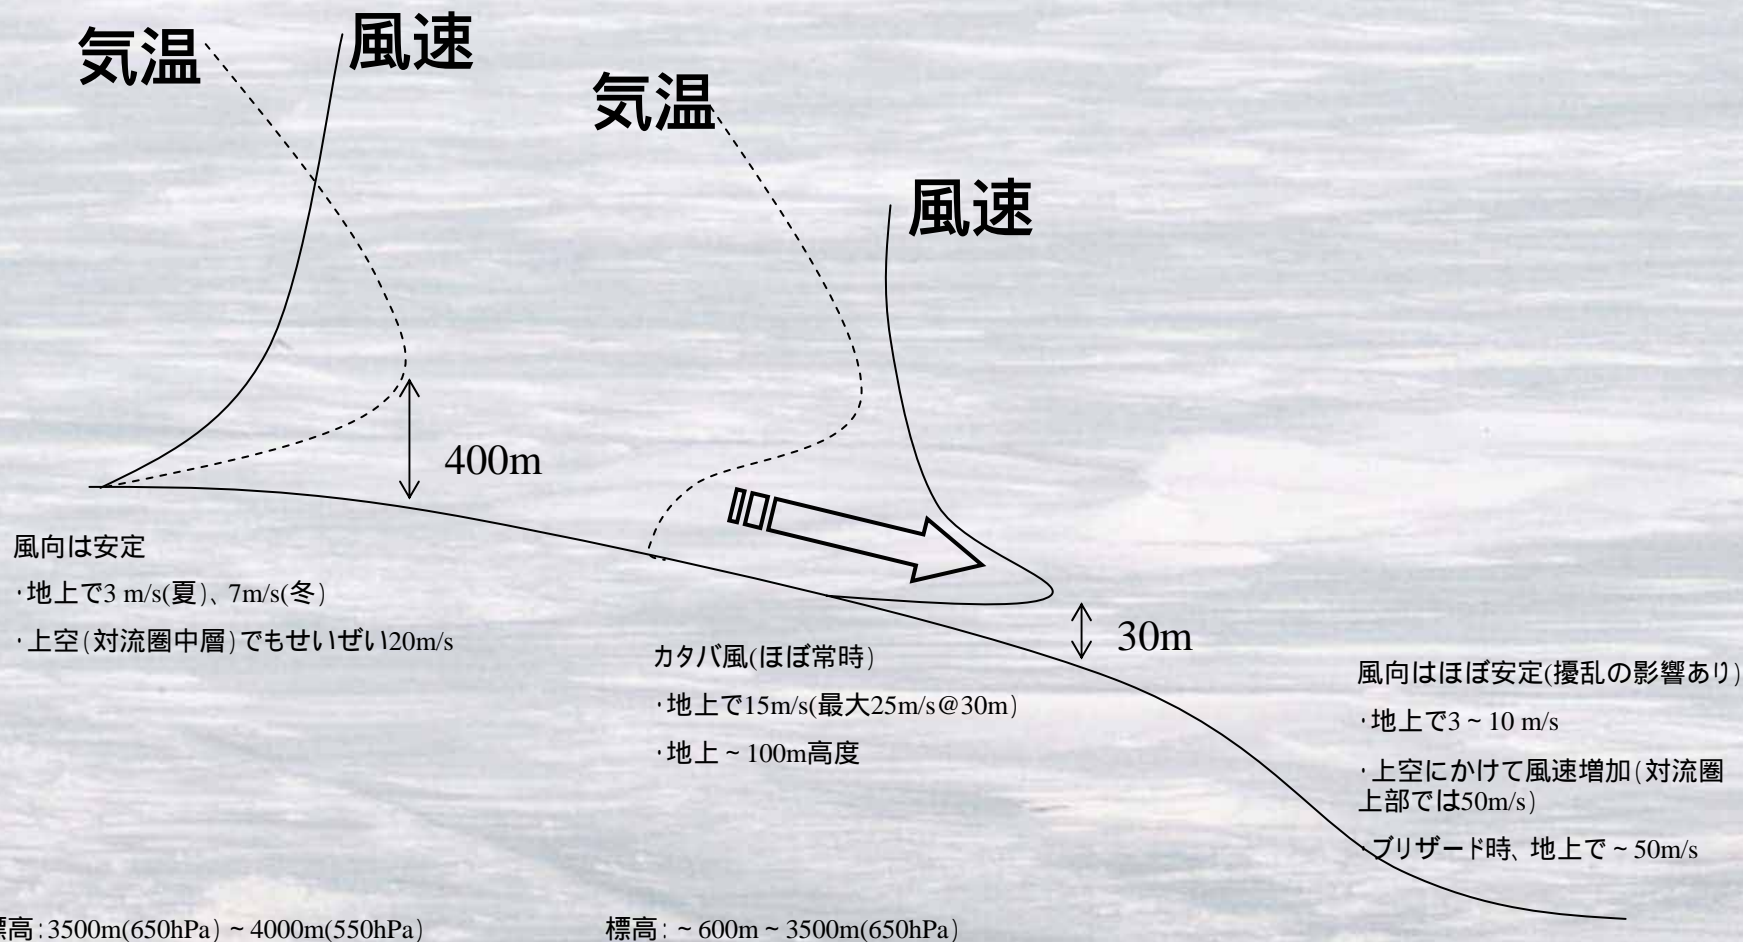 気温
風速
気温
風速
400m
風向は安定
・地上で3 m/s(夏)、7m/s(冬)
・上空(対流圏中層)でもせいぜい20m/s
30m
カタバ風(ほぼ常時)
・地上で15m/s(最大25m/s@30m)
・地上~100m高度
風向はほぼ安定(擾乱の影響あり)
・地上で3~10 m/s
・上空にかけて風速増加(対流圏
上部では50m/s)
・ブリザード時、地上で~50m/s
標高:3500m(650hPa)~4000m(550hPa)
標高:~600m~3500m(650hPa)